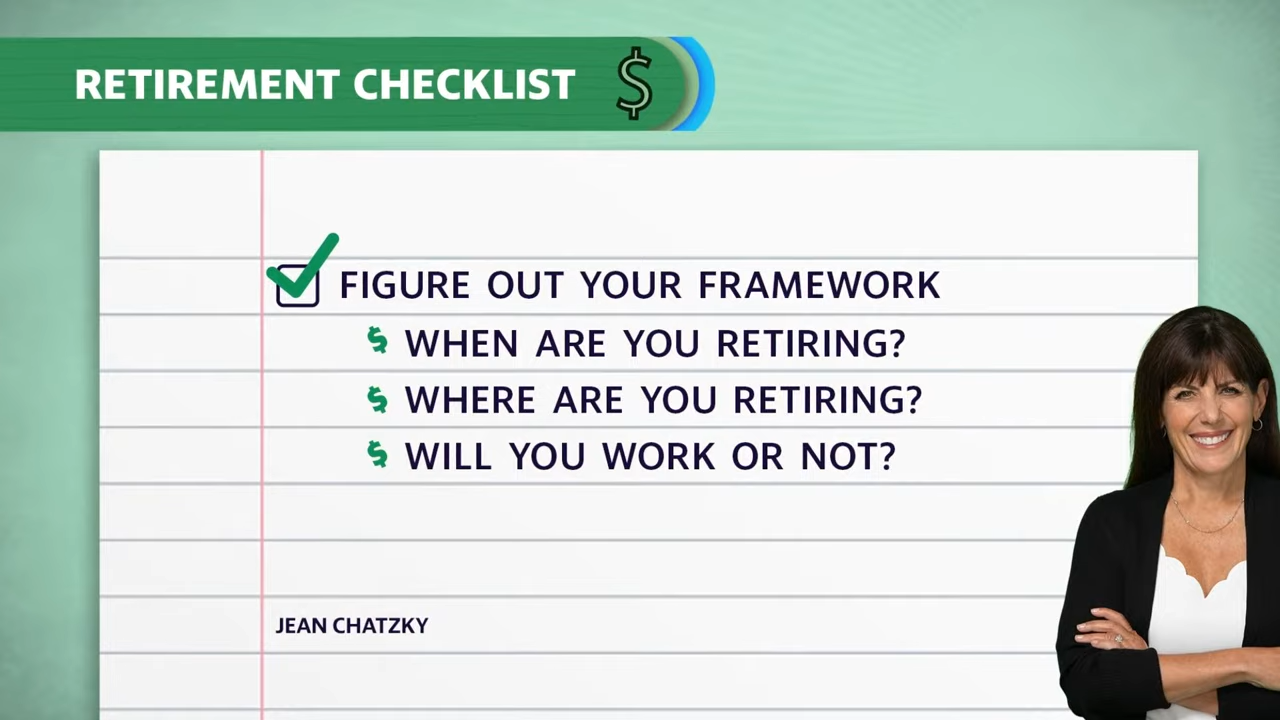 RETIREMENT CHECKLIST $
FIGURE OUT YOUR FRAMEWORK
$ WHEN ARE YOU RETIRING?
$ WHERE ARE YOU RETIRING?
$ WILL YOU WORK OR NOT?
JEAN CHATZKY